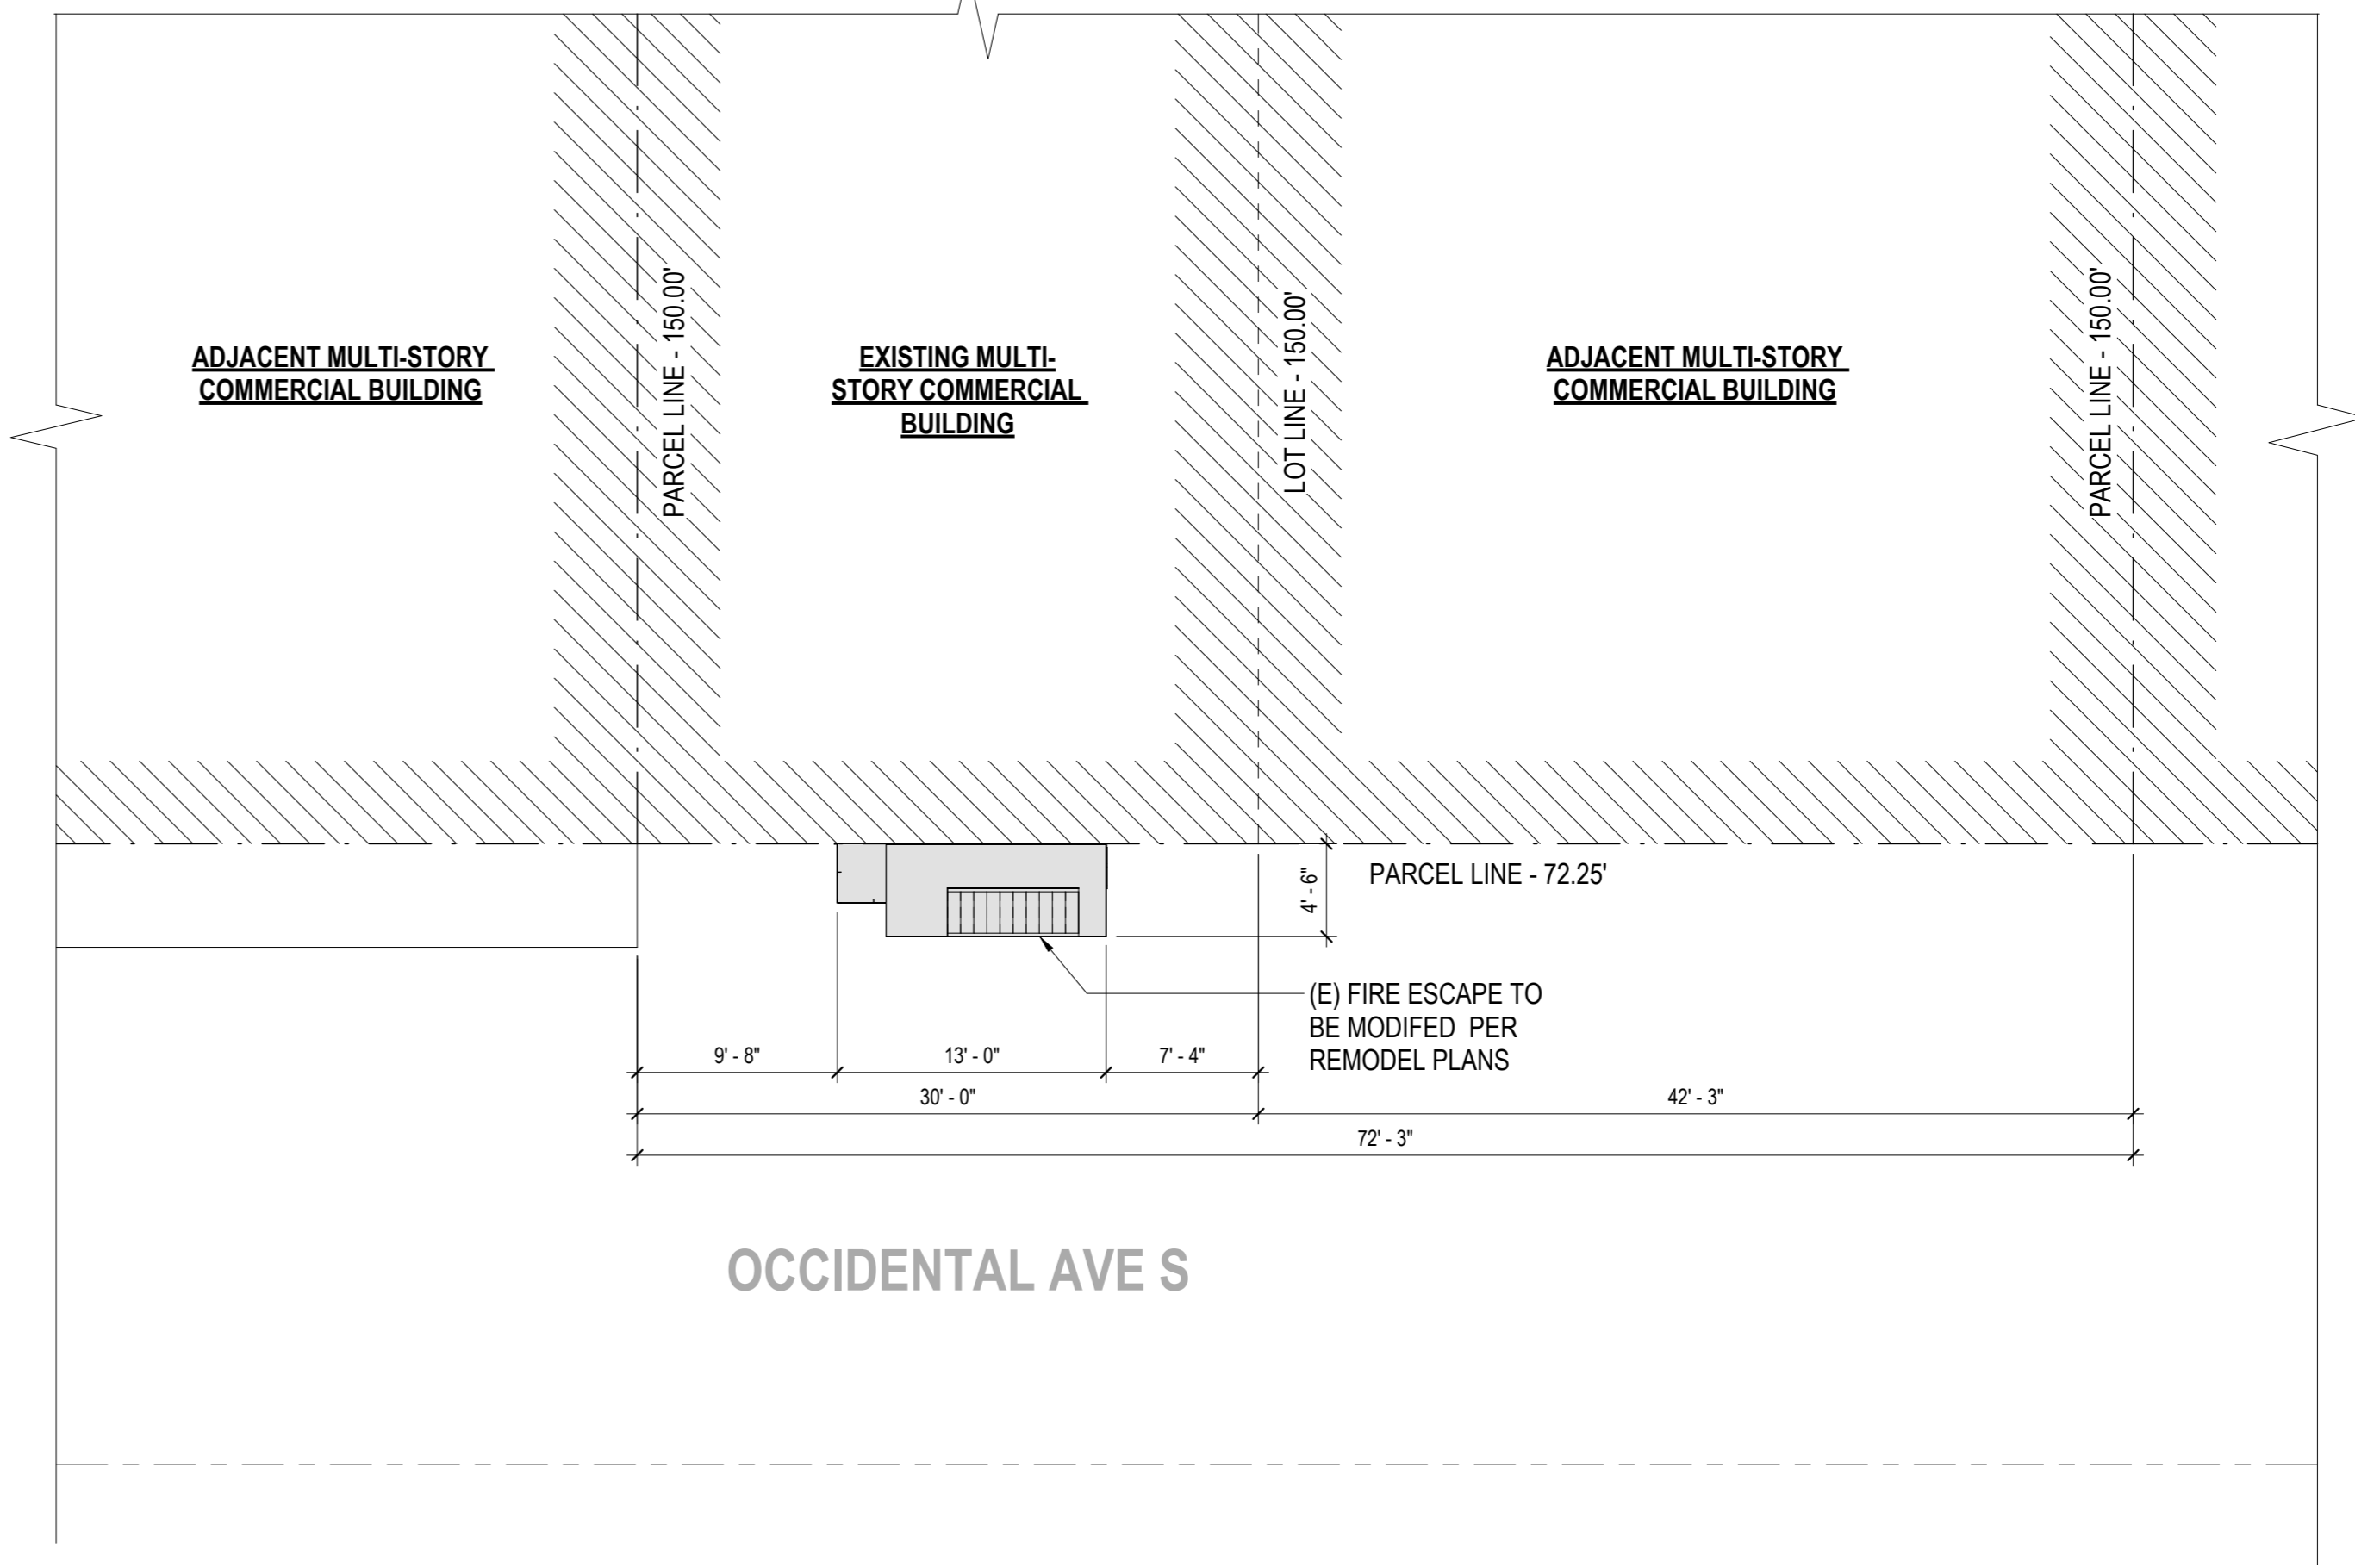 ADJACENT MULTI-STORY
COMMERCIAL BUILDING
PARCEL LINE - 150.00'
EXISTING MULTI-
STORY COMMERCIAL
BUILDING
LOT LINE - 150.00'
ADJACENT MULTI-STORY
COMMERCIAL BUILDING
PARCEL LINE - 150.00'
PARCEL LINE - 72.25'
4' - 6"
(E) FIRE ESCAPE TO
BE MODIFED PER
REMODEL PLANS
9' - 8"
13' - 0"
7' - 4"
30' - 0"
42' - 3"
72' - 3"
OCCIDENTAL AVE S